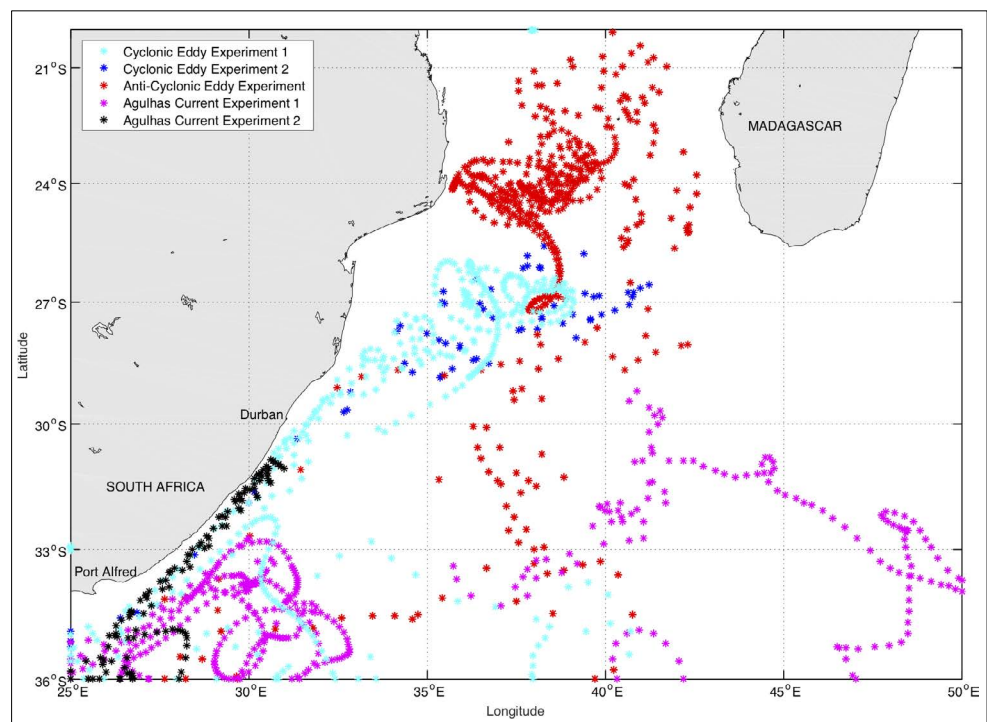 Cyclonic Eddy Experiment 1
Cyclonic Eddy Experiment 2
Anti-Cyclonic Eddy Experiment
Agulhas Current Experiment 1
Agulhas Current Experiment 2
21°S
24°S
27°S
30°S
33°S
36°S
Latitude
MADAGASCAR
Durban
SOUTH AFRICA
Port Alfred
25°E
30°E
35°E
40°E
45°E
50°E
Longitude